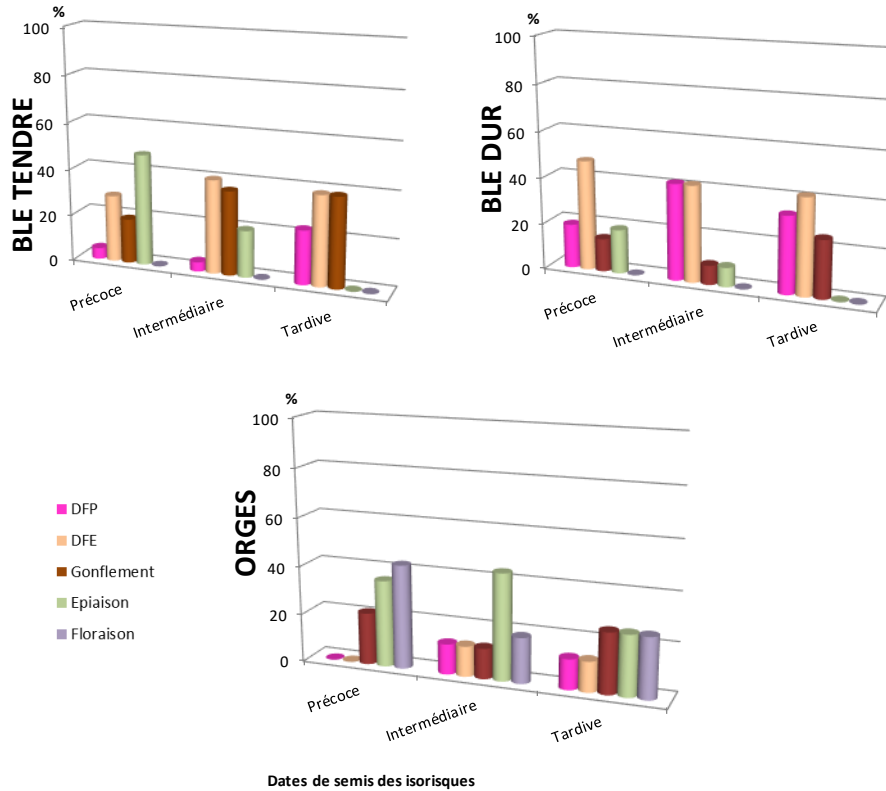 %
100
80
60
40
20
0
BLE TENDRE
Précoce
Intermédiaire
Tardive
%
100
80
60
40
20
0
BLE DUR
Précoce
Intermédiaire
Tardive
%
100
80
60
40
20
0
ORGES
Précoce
Intermédiaire
Tardive
DFP
DFE
Gonflement
Epiaison
Floraison
Dates de semis des isorisques